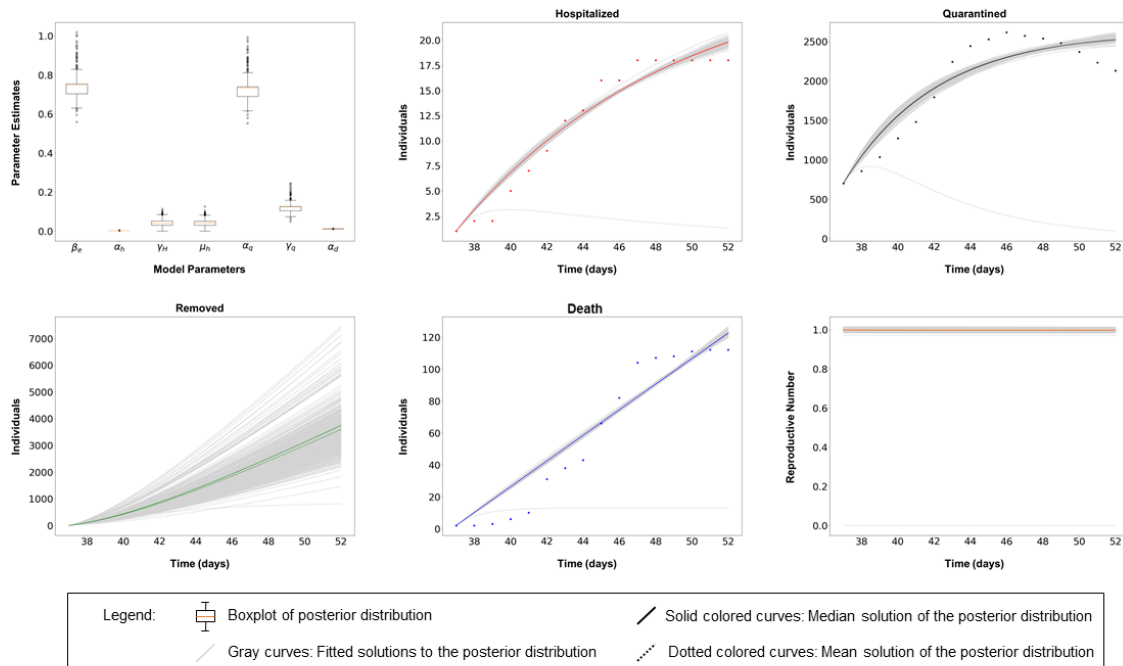 Parameter Estimates
1.0
0.8
0.6
0.4
0.2
0.0
βe αh γH μh αq γq αd
Model Parameters
Hospitalized
Individuals
20.0
17.5
15.0
12.5
10.0
7.5
5.0
2.5
38 40 42 44 46 48 50 52
Time (days)
Quarantined
Individuals
2500
2000
1500
1000
500
0
38 40 42 44 46 48 50 52
Time (days)
Removed
Individuals
7000
6000
5000
4000
3000
2000
1000
0
38 40 42 44 46 48 50 52
Time (days)
Death
Individuals
120
100
80
60
40
20
0
38 40 42 44 46 48 50 52
Time (days)
Reproductive Number
1.0
0.8
0.6
0.4
0.2
0.0
38 40 42 44 46 48 50 52
Time (days)
Legend:
Boxplot of posterior distribution
Solid colored curves: Median solution of the posterior distribution
Gray curves: Fitted solutions to the posterior distribution
Dotted colored curves: Mean solution of the posterior distribution